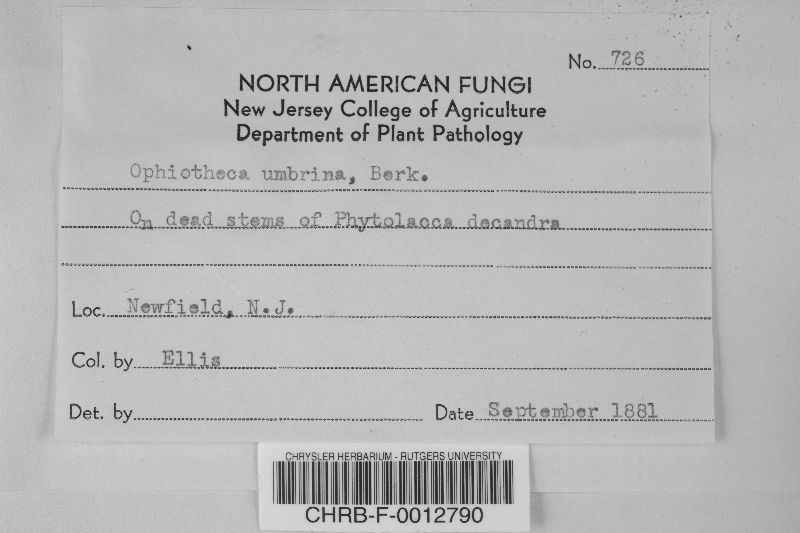 No. 726
NORTH AMERICAN FUNGI
New Jersey College of Agriculture
Department of Plant Pathology
Ophiotheca umbrina, Berk.
On dead stems of Phytolacca decandra
Loc. Newfield, N.J.
Col. by Ellis
Det. by
Date September 1881
CHRYSLER HERBARIUM - RUTGERS UNIVERSITY
CHRB-F-0012790